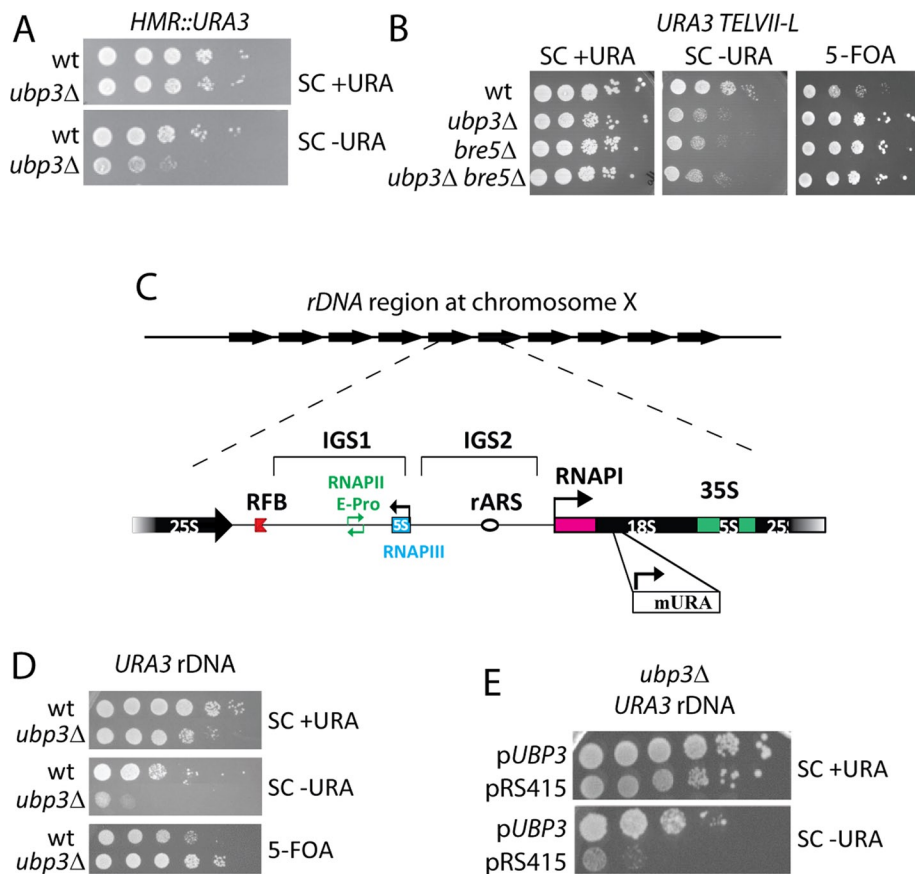 A
HMR::URA3
wt
ubp3Δ
SC +URA
wt
ubp3Δ
SC -URA
B
URA3 TELVII-L
SC +URA SC -URA 5-FOA
wt
ubp3Δ
bre5Δ
ubp3Δ bre5Δ
C
rDNA region at chromosome X
IGS1 IGS2
RNAPII
E-Pro
RFB rARS RNAPI 35S
25S 5S 18S 5S 25S
RNAPIII
mURA
D
URA3 rDNA
wt
ubp3Δ
SC +URA
wt
ubp3Δ
SC -URA
wt
ubp3Δ
5-FOA
E
ubp3Δ
URA3 rDNA
pUBP3
pRS415
SC +URA
pUBP3
pRS415
SC -URA